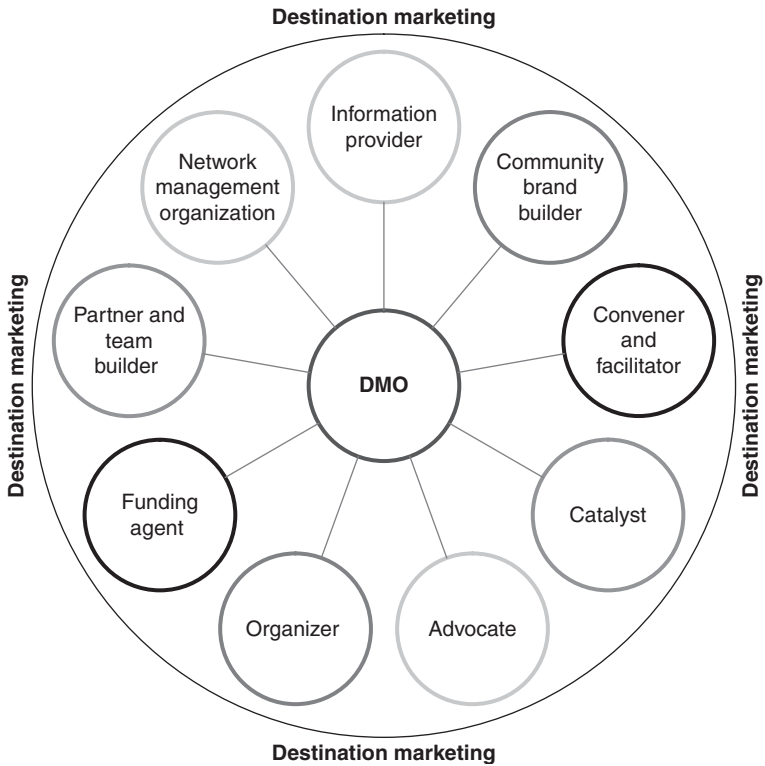 Destination marketing
Information
provider
Network
management
organization
Community
brand
builder
Partner and
team
builder
Convener
and
facilitator
Destination marketing
Destination marketing
DMO
Funding
agent
Catalyst
Organizer
Advocate
Destination marketing